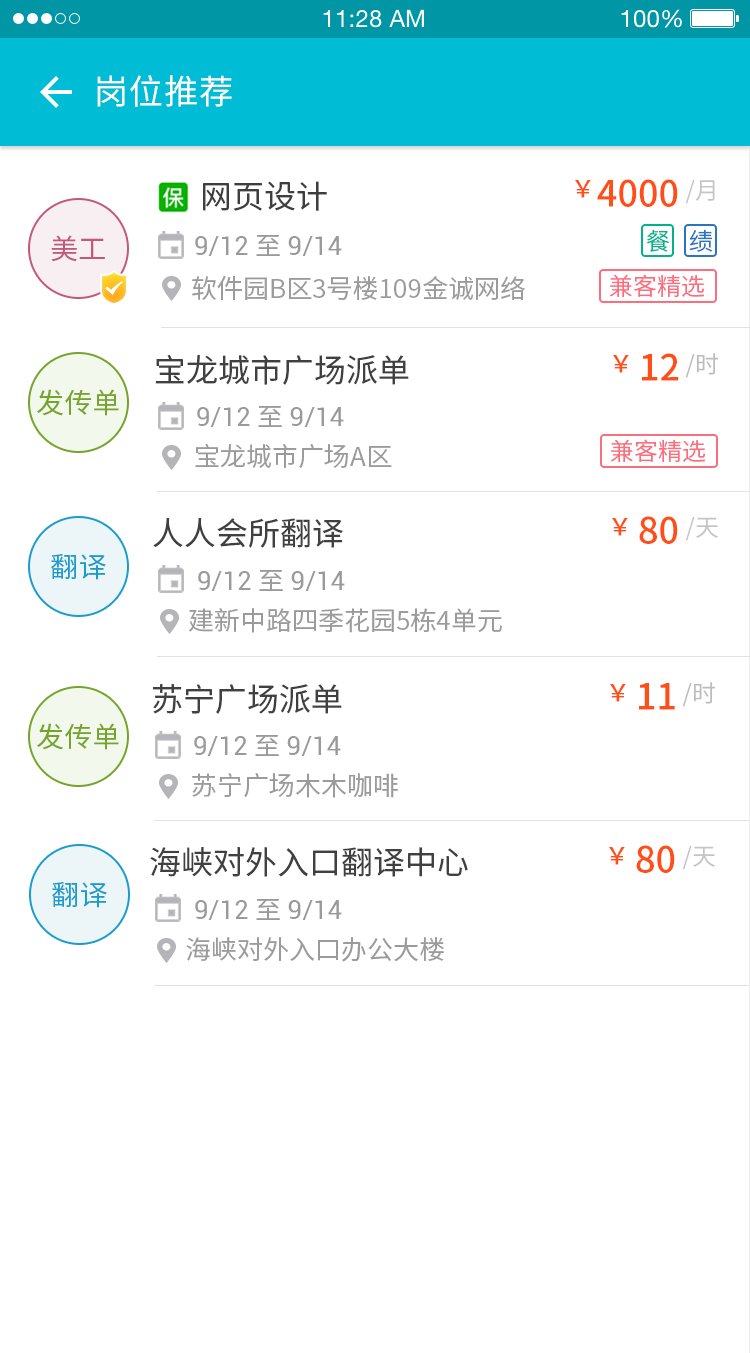 11:28 AM 100%
岗位推荐
保 网页设计 ¥4000 /月
美工 9/12 至 9/14 餐 绩
软件园B区3号楼109金诚网络 兼客精选
宝龙城市广场派单 ¥ 12 /时
发传单 9/12 至 9/14
宝龙城市广场A区 兼客精选
人人会所翻译 ¥ 80 /天
翻译 9/12 至 9/14
建新中路四季花园5栋4单元
苏宁广场派单 ¥ 11 /时
发传单 9/12 至 9/14
苏宁广场木木咖啡
海峡对外入口翻译中心 ¥ 80 /天
翻译 9/12 至 9/14
海峡对外入口办公大楼